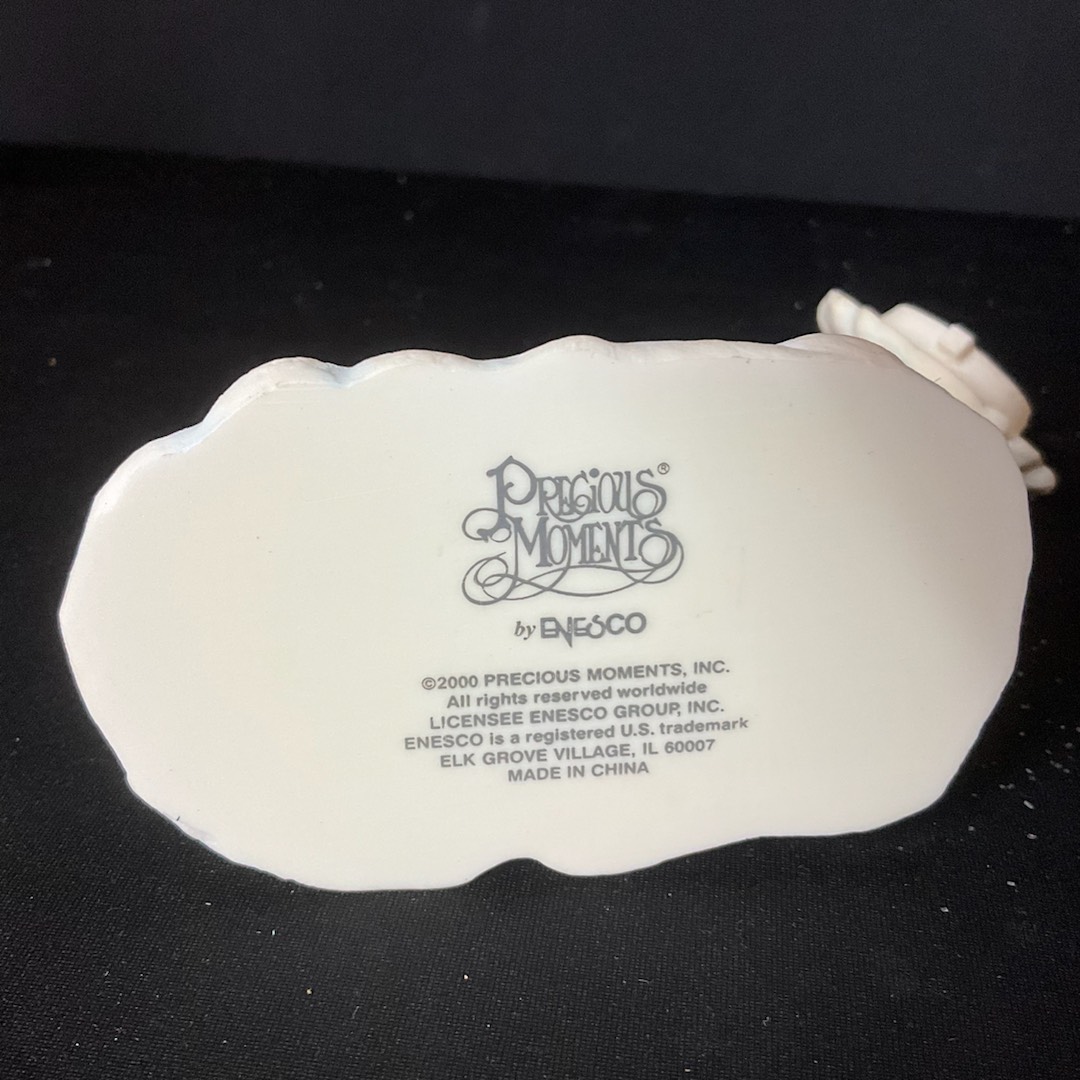 PRECIOUS®
MOMENTS
by ENESCO
©2000 PRECIOUS MOMENTS, INC.
All rights reserved worldwide
LICENSEE ENESCO GROUP, INC.
ENESCO is a registered U.S. trademark
ELK GROVE VILLAGE, IL 60007
MADE IN CHINA